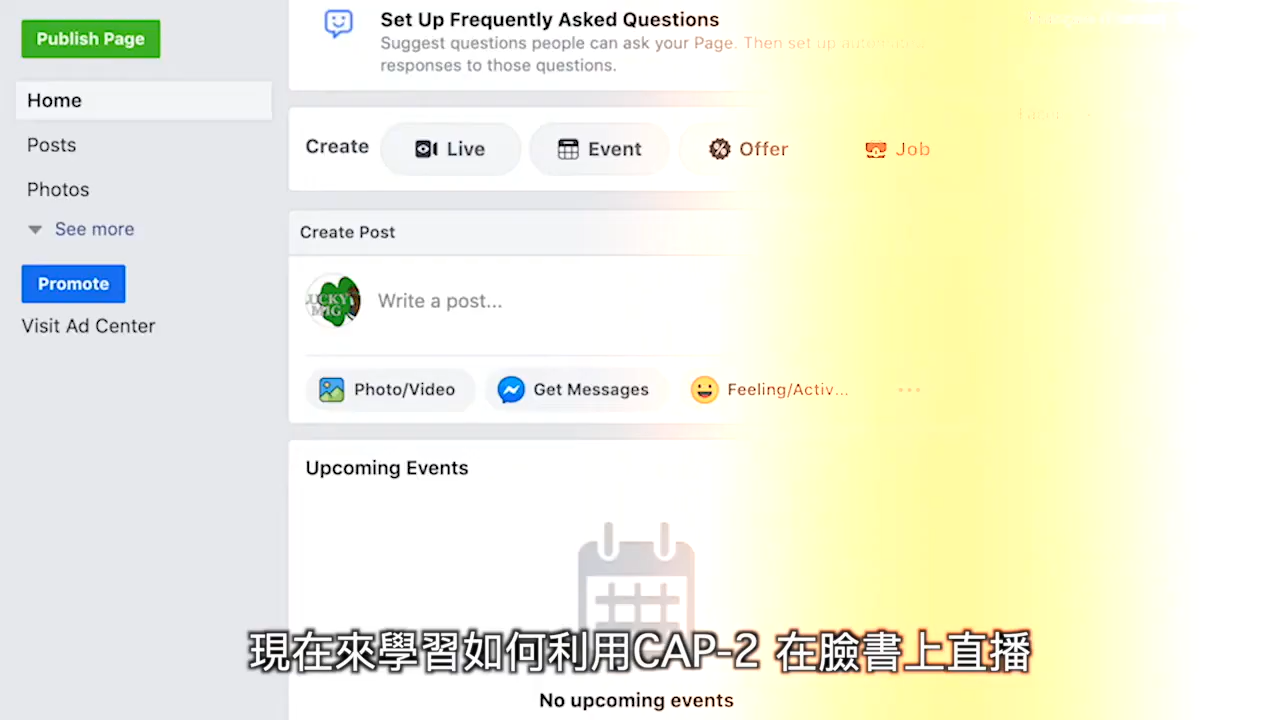 Publish Page
Home
Posts
Photos
See more
Promote
Visit Ad Center
Set Up Frequently Asked Questions
Suggest questions people can ask your Page. Then set up automated
responses to those questions.
Create
Live
Event
Offer
Job
Create Post
LUCKY
MIG
Write a post...
Photo/Video
Get Messages
Feeling/Activ...
Upcoming Events
現在來學習如何利用CAP-2 在臉書上直播
No upcoming events